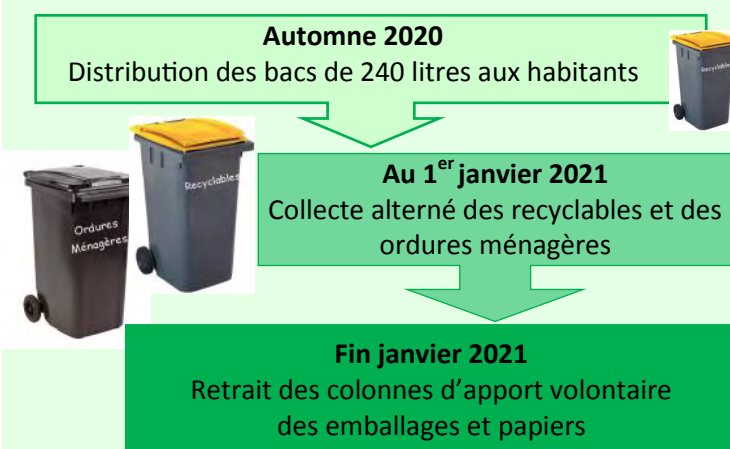 Automne 2020
Distribution des bacs de 240 litres aux habitants
Recyclables
Au 1er janvier 2021
Collecte alterné des recyclables et des
ordures ménagères
Recyclables
Ordures
Ménagères
Fin janvier 2021
Retrait des colonnes d'apport volontaire
des emballages et papiers